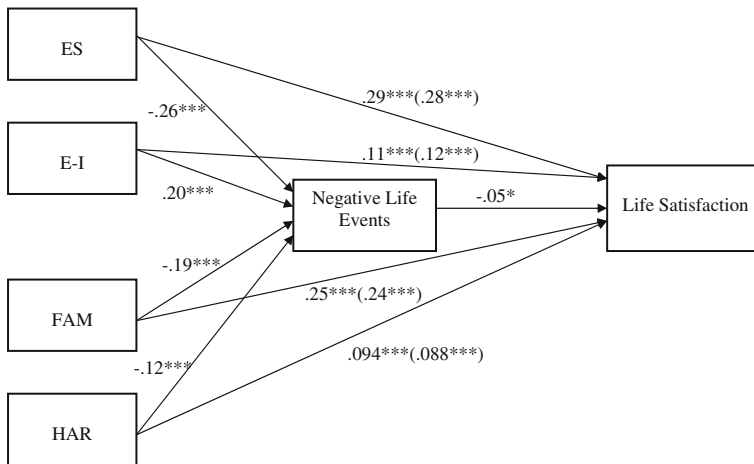 ES
.29***(.28***)
-.26***
E-I
.11***(.12***)
.20***
Negative Life
Events
-.05*
Life Satisfaction
-.19***
FAM
.25***(.24***)
-.12***
.094***(.088***)
HAR